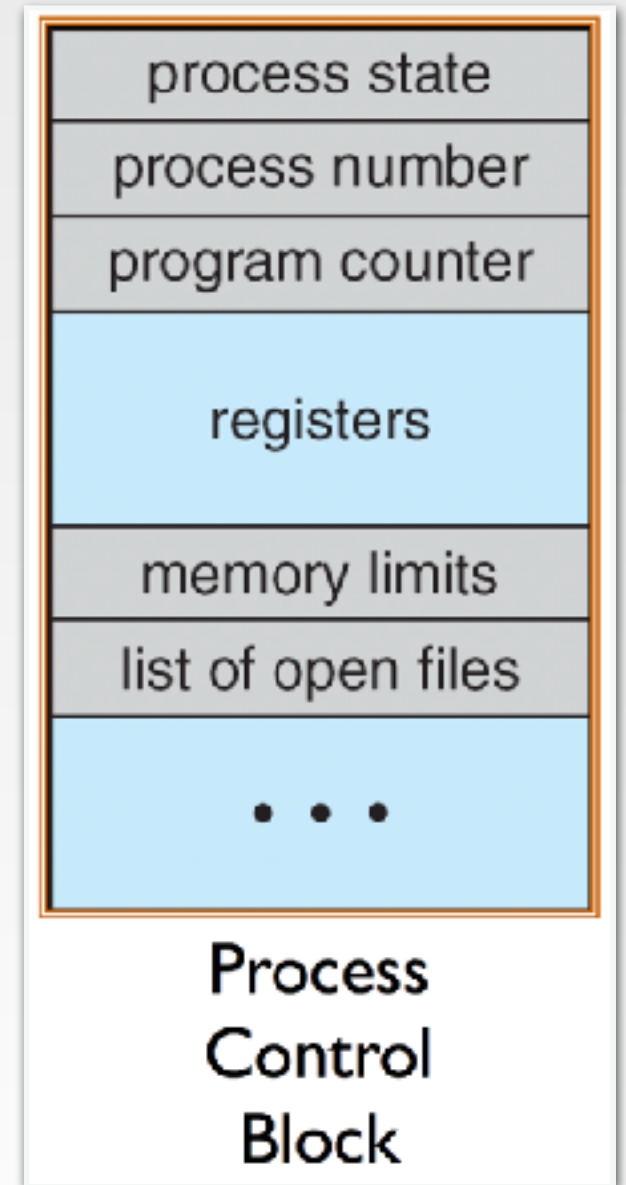 process state
process number
program counter
registers
memory limits
list of open files
• • •
Process
Control
Block